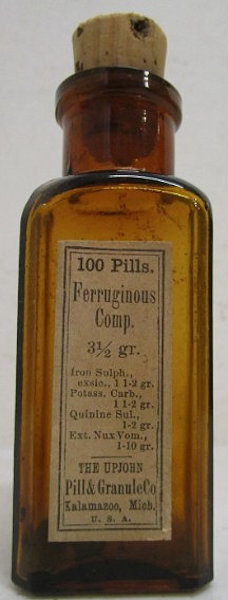 100 Pills.
Ferruginous
Comp.
3½ gr.
Iron Sulph.,
exsic., 1 1-2 gr.
Potass. Carb.,
1 1-2 gr.
Quinine Sul.,
1-2 gr.
Ext. Nux Vom.,
1-10 gr.
THE UPJOHN
Pill & Granule Co
Kalamazoo, Mich.
U. S. A.